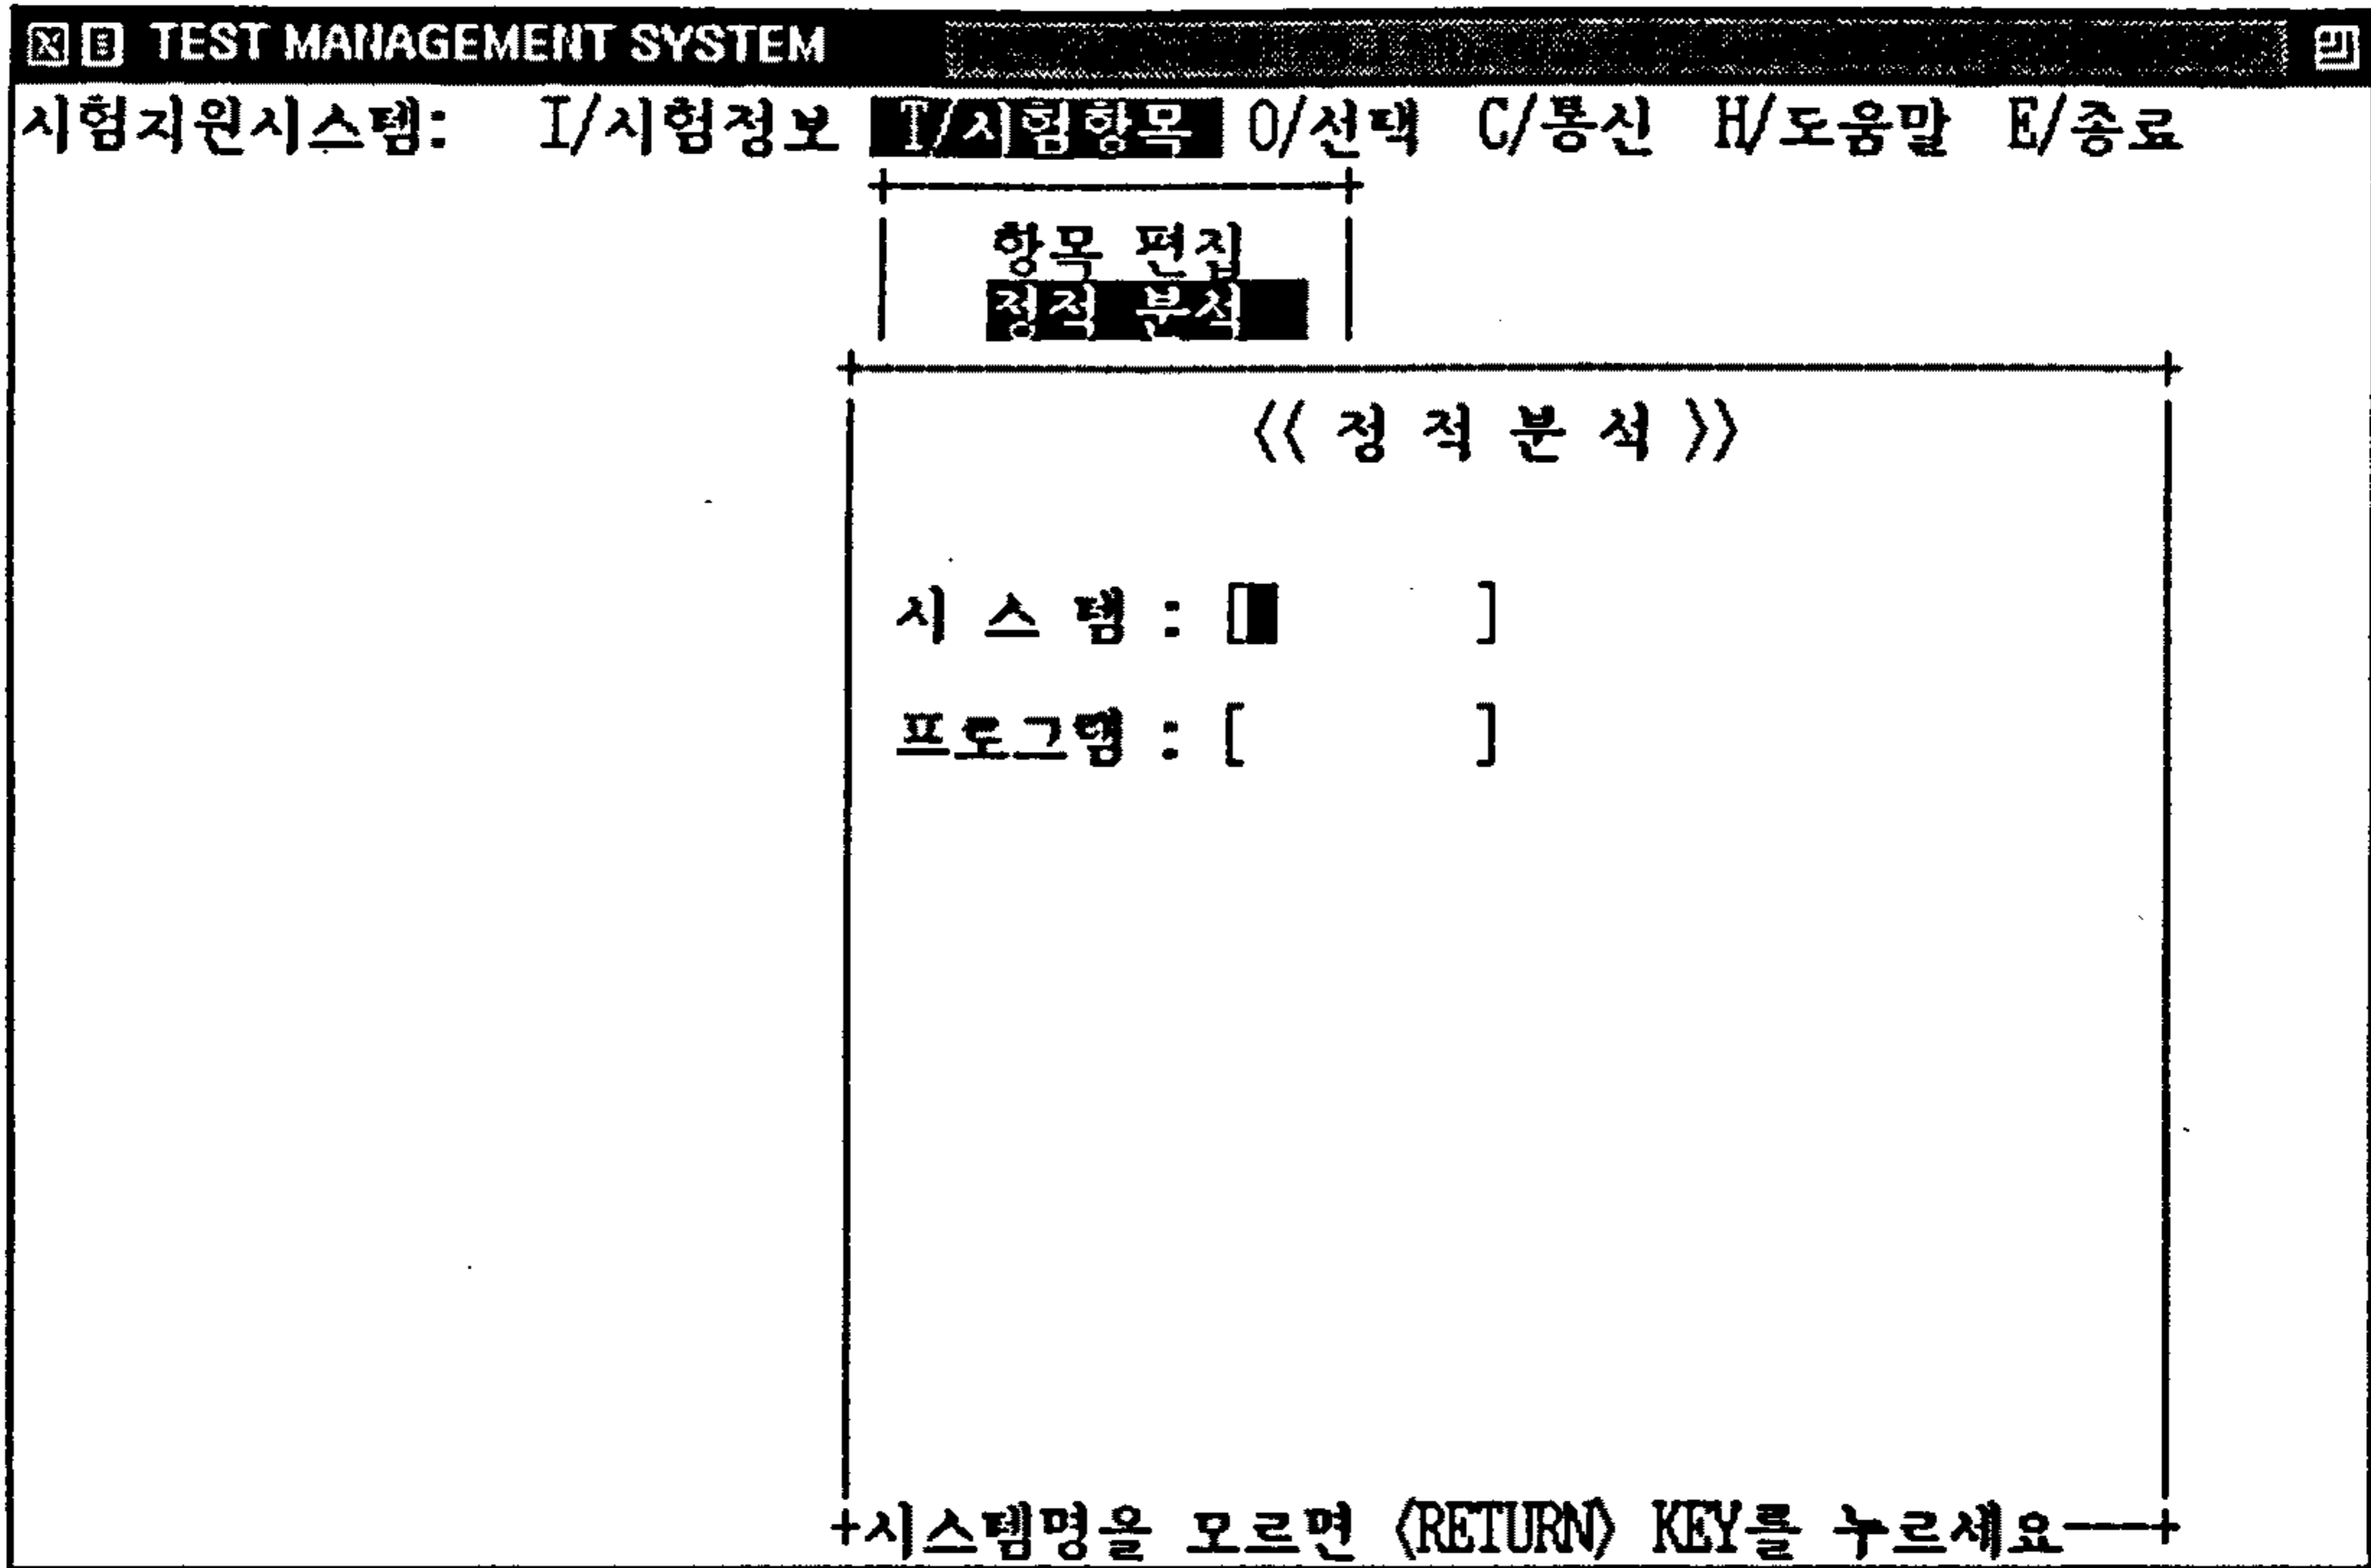 TEST MANAGEMENT SYSTEM
시험지원시스템: I/시험정보 T/시험항목 O/선택 C/통신 H/도움말 E/종료
항목 편집
정적 분석
<< 정 적 분 석 >>
시 스 템 : [ ]
프로그램 : [ ]
+시스템명을 모르면 <RETURN> KEY를 누르세요--+